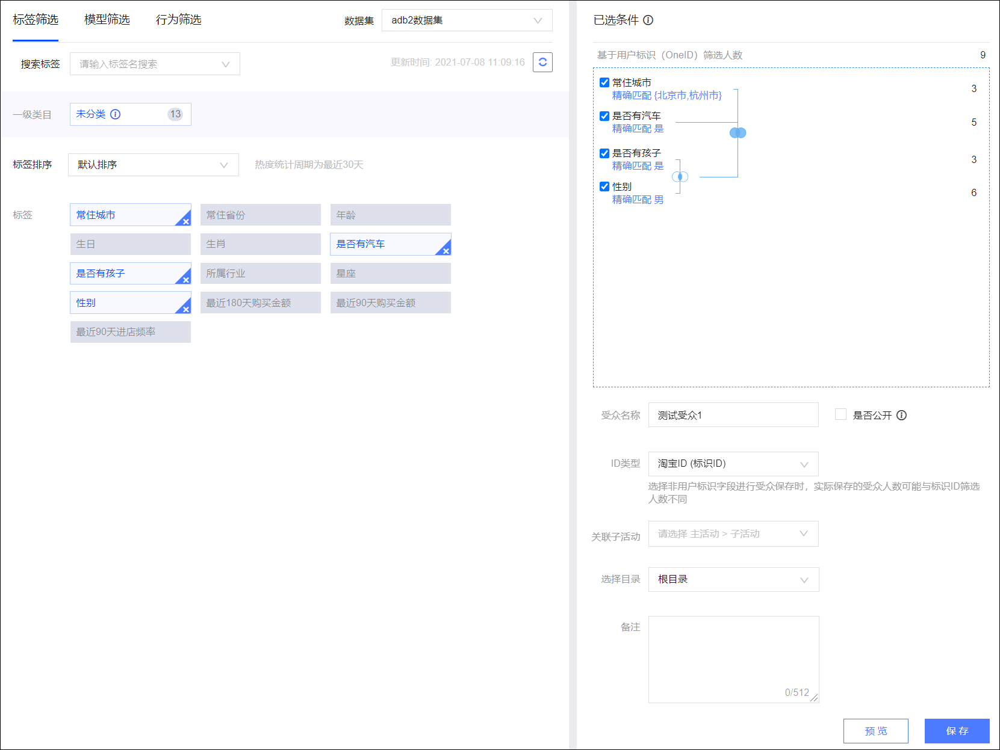 标签筛选 模型筛选 行为筛选 数据集 adb2数据集
搜索标签 请输入标签名搜索 更新时间: 2021-07-08 11:09:16
一级类目 未分类 13
标签排序 默认排序 热度统计周期为最近30天
标签 常住城市 常住省份 年龄
生日 生肖 是否有汽车
是否有孩子 所属行业 星座
性别 最近180天购买金额 最近90天购买金额
最近90天进店频率
已选条件
基于用户标识（OneID）筛选人数 9
常住城市 3
精确匹配 {北京市,杭州市}
是否有汽车 5
精确匹配 是
是否有孩子 3
精确匹配 是
性别 6
精确匹配 男
受众名称 测试受众1 是否公开
ID类型 淘宝ID (标识ID)
选择非用户标识字段进行受众保存时，实际保存的受众人数可能与标识ID筛选
人数不同
关联子活动 请选择 主活动 > 子活动
选择目录 根目录
备注
0/512
预 览 保 存